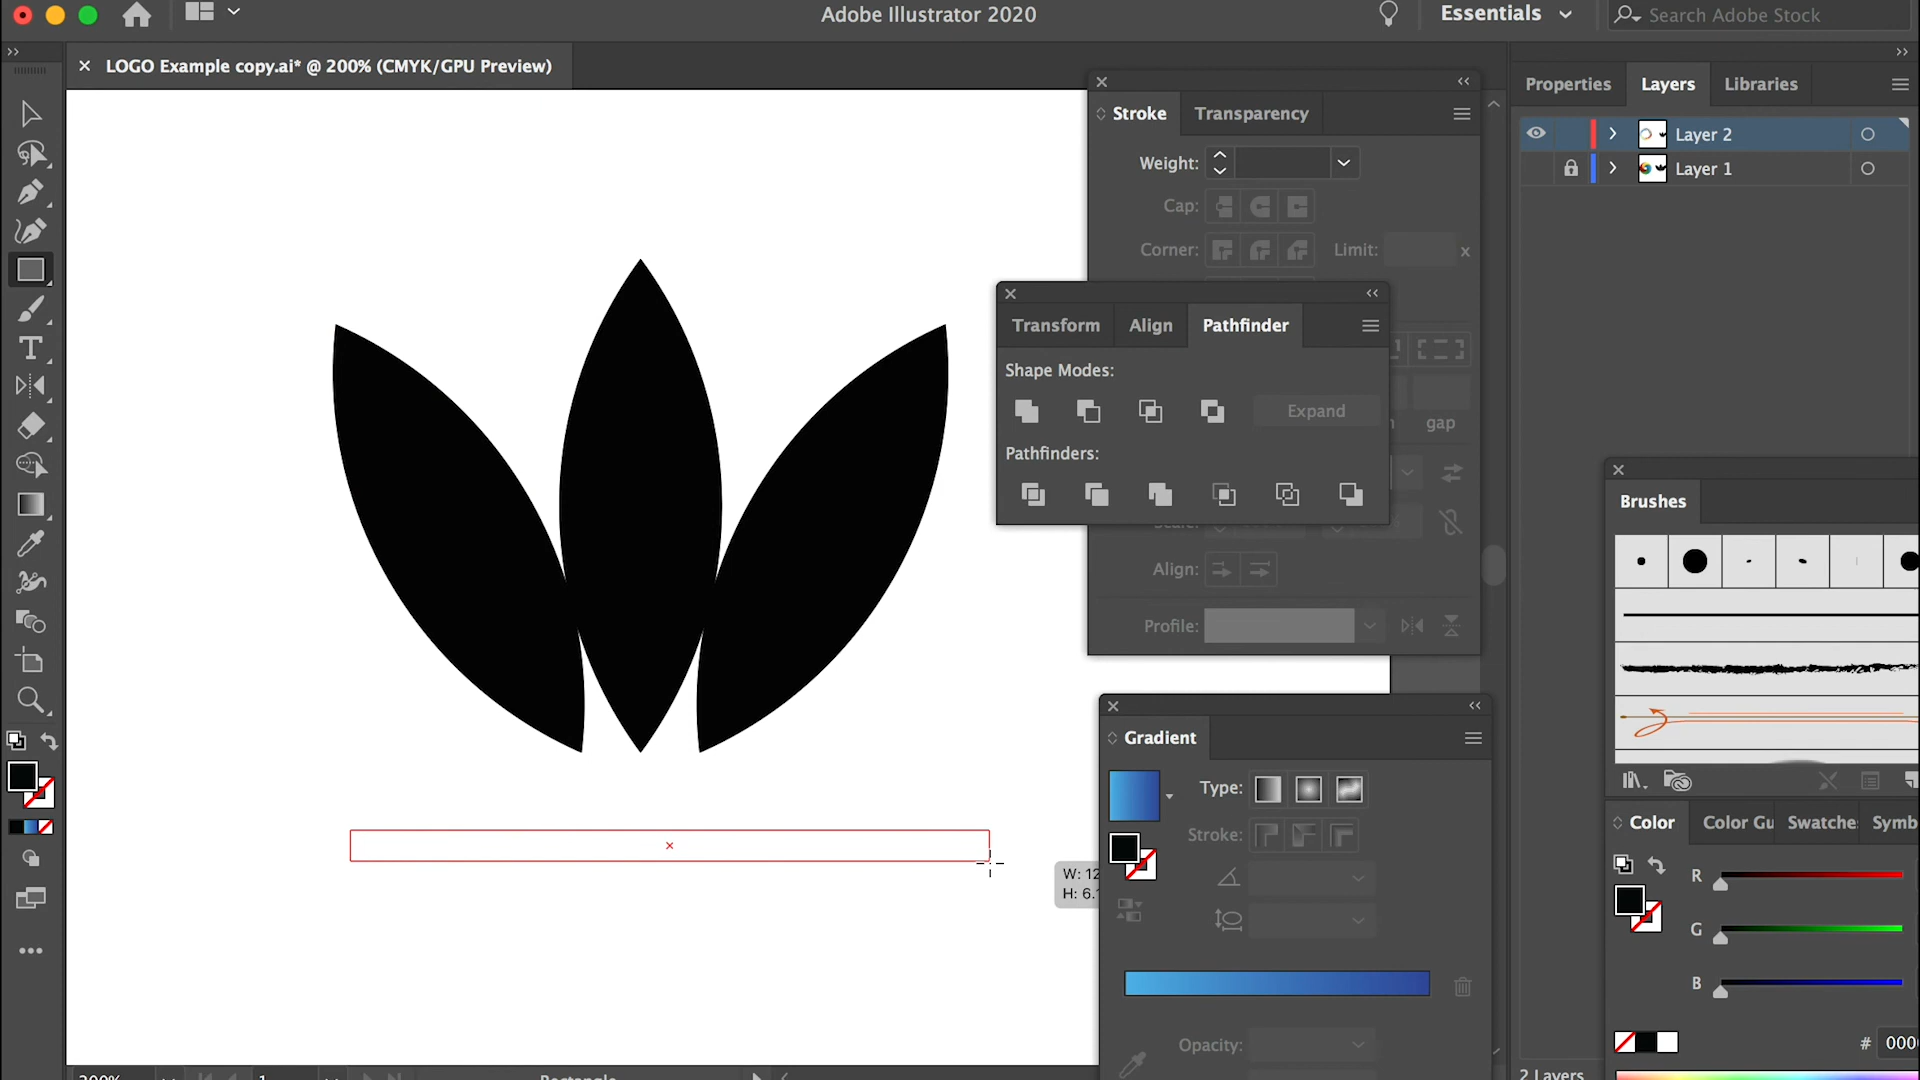 Adobe Illustrator 2020
Essentials
Search Adobe Stock
LOGO Example copy.ai* @ 200% (CMYK/GPU Preview)
Stroke
Transparency
Weight:
Cap:
Corner:
Limit:
x
Transform
Align
Pathfinder
Shape Modes:
Expand
Pathfinders:
gap
Align:
Profile:
Properties
Layers
Libraries
Layer 2
Layer 1
Brushes
W: 12
H: 6.
Gradient
Type:
Stroke:
Opacity:
Color
Color Gu
Swatche
Symb
R
G
B
# 000
200%
1
Rectangle
2 Layers